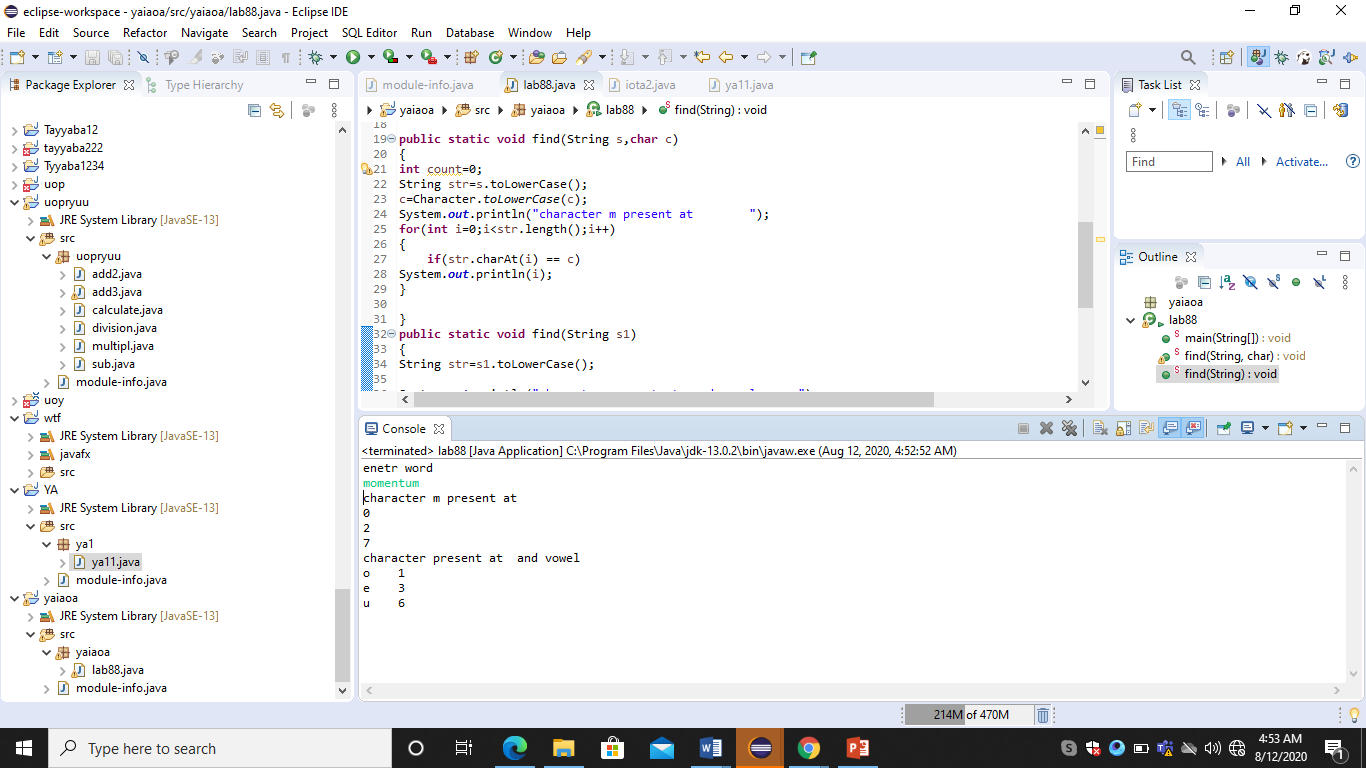 eclipse-workspace - yaiaoa/src/yaiaoa/lab88.java - Eclipse IDE
File Edit Source Refactor Navigate Search Project SQL Editor Run Database Window Help
Package Explorer Type Hierarchy
Tayyaba12
tayyaba222
Tyyaba1234
uop
uopryuu
JRE System Library [JavaSE-13]
src
uopryuu
add2.java
add3.java
calculate.java
division.java
multipl.java
sub.java
module-info.java
uoy
wtf
JRE System Library [JavaSE-13]
javafx
src
YA
JRE System Library [JavaSE-13]
src
ya1
ya11.java
module-info.java
yaiaoa
JRE System Library [JavaSE-13]
src
yaiaoa
lab88.java
module-info.java
module-info.java lab88.java iota2.java ya11.java
yaiaoa src yaiaoa lab88 find(String) : void
18
19 public static void find(String s,char c)
20 {
21 int count=0;
22 String str=s.toLowerCase();
23 c=Character.toLowerCase(c);
24 System.out.println("character m present at        ");
25 for(int i=0;i<str.length();i++)
26 {
27     if(str.charAt(i) == c)
28 System.out.println(i);
29 }
30
31 }
32 public static void find(String s1)
33 {
34 String str=s1.toLowerCase();
35
Console
<terminated> lab88 [Java Application] C:\Program Files\Java\jdk-13.0.2\bin\javaw.exe (Aug 12, 2020, 4:52:52 AM)
enetr word
momentum
character m present at
0
2
7
character present at  and vowel
o    1
e    3
u    6
Task List
Find All Activate...
Outline
yaiaoa
lab88
main(String[]) : void
find(String, char) : void
find(String) : void
214M of 470M
Type here to search
4:53 AM
8/12/2020
1